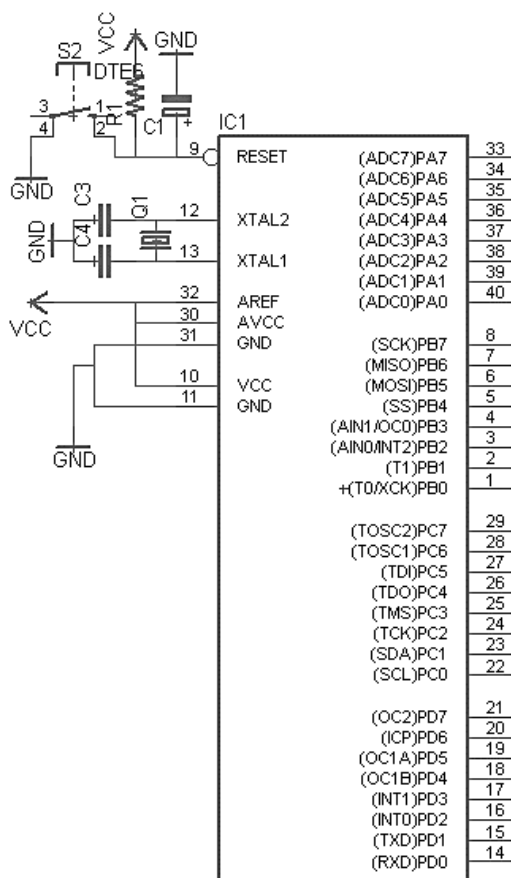 VCC
GND
S2
DTE6
R1
C1
+
IC1
3
1
4
2
9
RESET
GND
C3
Q1
12
XTAL2
GND
C4
13
XTAL1
32
AREF
VCC
30
AVCC
31
GND
10
VCC
11
GND
GND
(ADC7)PA7 33
(ADC6)PA6 34
(ADC5)PA5 35
(ADC4)PA4 36
(ADC3)PA3 37
(ADC2)PA2 38
(ADC1)PA1 39
(ADC0)PA0 40
(SCK)PB7 8
(MISO)PB6 7
(MOSI)PB5 6
(SS)PB4 5
(AIN1/OC0)PB3 4
(AIN0/INT2)PB2 3
(T1)PB1 2
+(T0/XCK)PB0 1
(TOSC2)PC7 29
(TOSC1)PC6 28
(TDI)PC5 27
(TDO)PC4 26
(TMS)PC3 25
(TCK)PC2 24
(SDA)PC1 23
(SCL)PC0 22
(OC2)PD7 21
(ICP)PD6 20
(OC1A)PD5 19
(OC1B)PD4 18
(INT1)PD3 17
(INT0)PD2 16
(TXD)PD1 15
(RXD)PD0 14